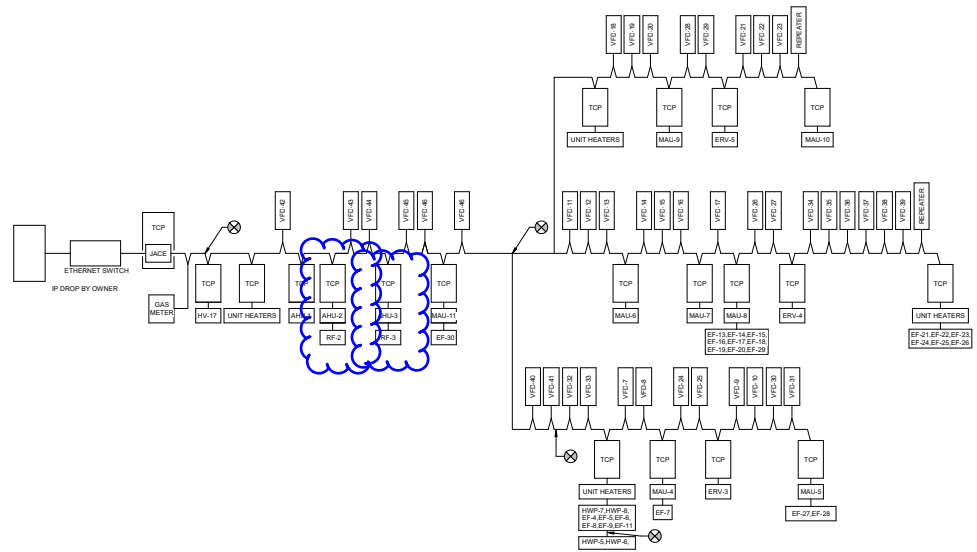 VFD-18
VFD-19
VFD-20
VFD-28
VFD-29
VFD-21
VFD-22
VFD-23
REPEATER
TCP
TCP
TCP
TCP
UNIT HEATERS
MAU-9
ERV-5
MAU-10
VFD-42
VFD-43
VFD-44
VFD-45
VFD-46
VFD-46
VFD-11
VFD-12
VFD-13
VFD-14
VFD-15
VFD-16
VFD-17
VFD-26
VFD-27
VFD-34
VFD-35
VFD-36
VFD-37
VFD-38
VFD-39
REPEATER
TCP
JACE
ETHERNET SWITCH
IP DROP BY OWNER
GAS
METER
TCP
TCP
TCP
TCP
TCP
TCP
TCP
TCP
TCP
TCP
TCP
HV-17
UNIT HEATERS
AHU-1
AHU-2
AHU-3
MAU-11
MAU-6
MAU-7
MAU-8
ERV-4
UNIT HEATERS
RF-2
RF-3
EF-30
EF-13,EF-14,EF-15,
EF-16,EF-17,EF-18,
EF-19,EF-20,EF-29
EF-21,EF-22,EF-23,
EF-24,EF-25,EF-26
VFD-40
VFD-41
VFD-32
VFD-33
VFD-7
VFD-8
VFD-24
VFD-25
VFD-9
VFD-10
VFD-30
VFD-31
TCP
TCP
TCP
TCP
UNIT HEATERS
MAU-4
ERV-3
MAU-5
HWP-7,HWP-8,
EF-4,EF-5,EF-6,
EF-8,EF-9,EF-11
EF-7
EF-27,EF-28
HWP-5,HWP-6,